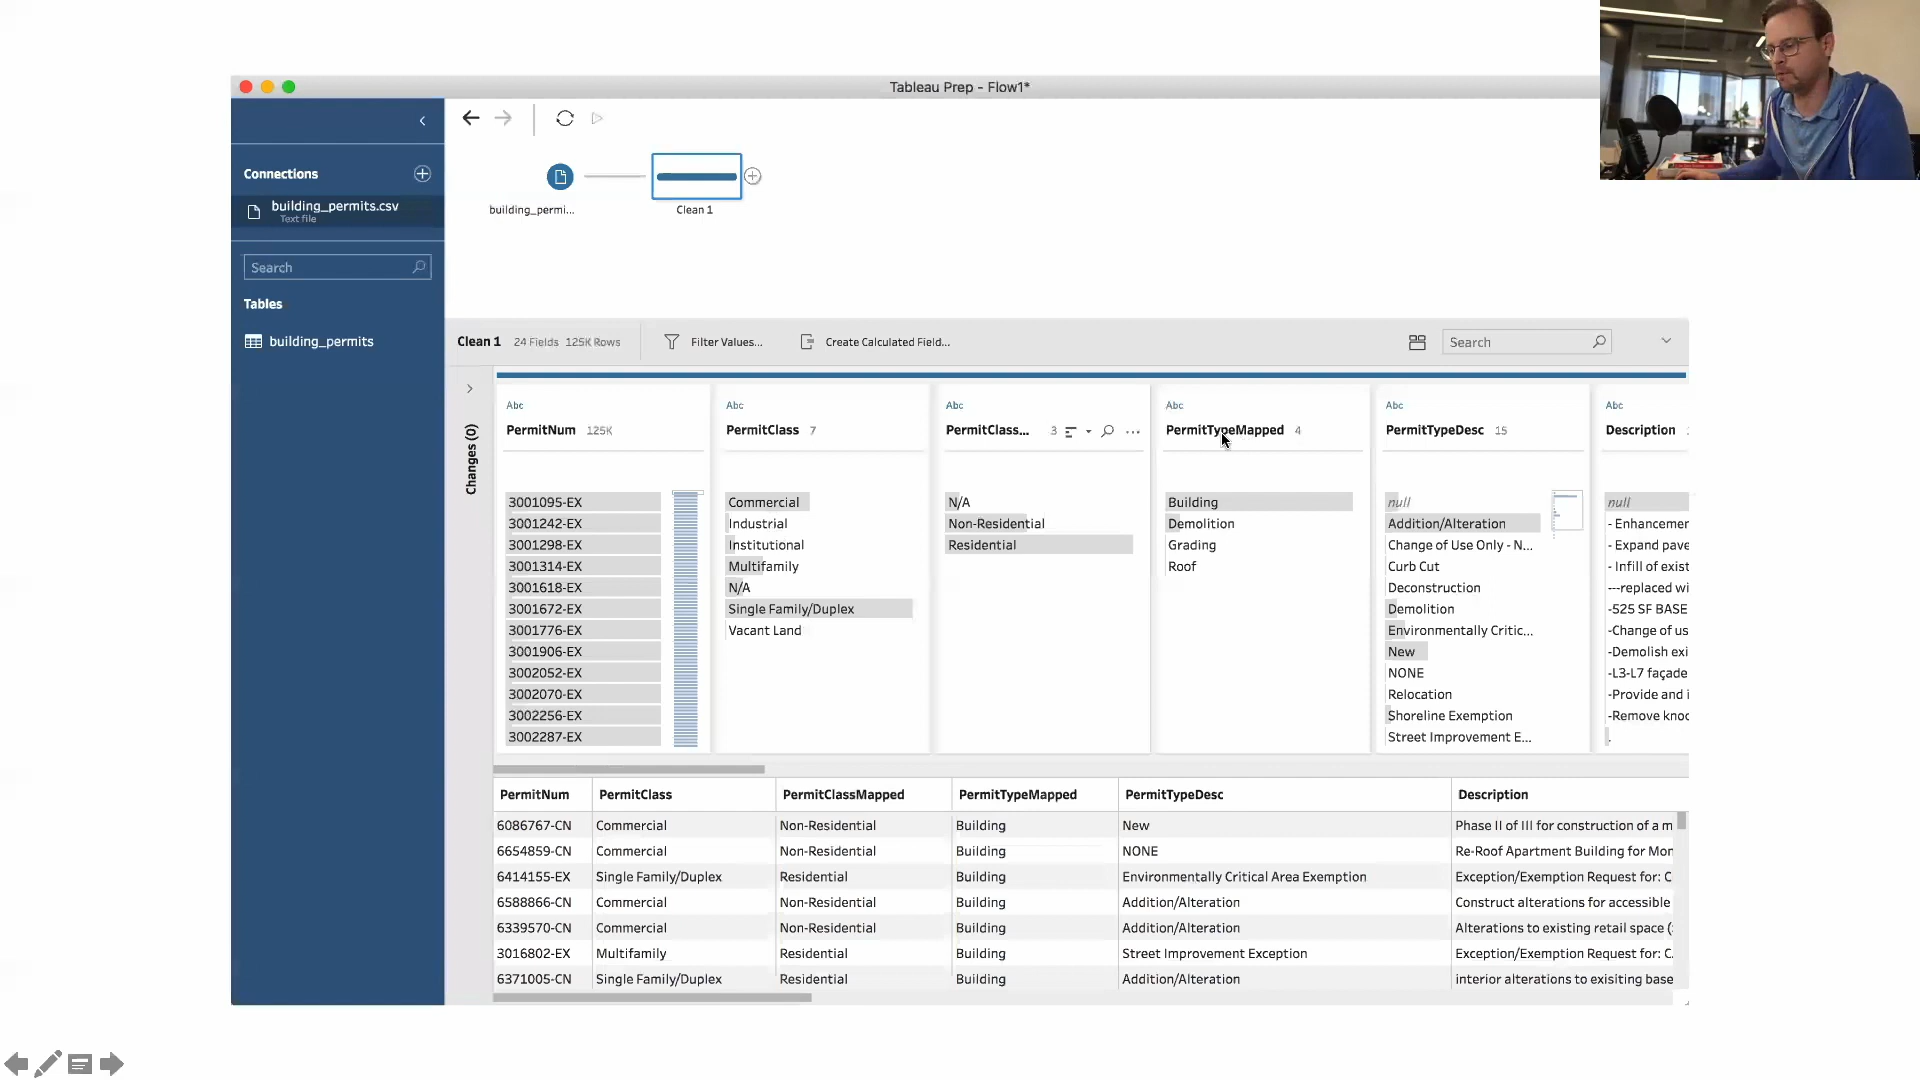 Tableau Prep - Flow1*
Connections
building_permits.csv
Text file
Search
Tables
building_permits
building_permi...
Clean 1
Clean 1 24 Fields 125K Rows Filter Values... Create Calculated Field... Search
Changes (0)
Abc
PermitNum 125K
3001095-EX
3001242-EX
3001298-EX
3001314-EX
3001618-EX
3001672-EX
3001776-EX
3001906-EX
3002052-EX
3002070-EX
3002256-EX
3002287-EX
Abc
PermitClass 7
Commercial
Industrial
Institutional
Multifamily
N/A
Single Family/Duplex
Vacant Land
Abc
PermitClass... 3
N/A
Non-Residential
Residential
Abc
PermitTypeMapped 4
Building
Demolition
Grading
Roof
Abc
PermitTypeDesc 15
null
Addition/Alteration
Change of Use Only - N...
Curb Cut
Deconstruction
Demolition
Environmentally Critic...
New
NONE
Relocation
Shoreline Exemption
Street Improvement E...
Abc
Description
null
- Enhancemer
- Expand pave
- Infill of exist
---replaced wi
-525 SF BASE
-Change of us
-Demolish exi
-L3-L7 façade
-Provide and i
-Remove knoc
.
PermitNum PermitClass PermitClassMapped PermitTypeMapped PermitTypeDesc Description
6086767-CN Commercial Non-Residential Building New Phase II of III for construction of a m
6654859-CN Commercial Non-Residential Building NONE Re-Roof Apartment Building for Mor
6414155-EX Single Family/Duplex Residential Building Environmentally Critical Area Exemption Exception/Exemption Request for: C
6588866-CN Commercial Non-Residential Building Addition/Alteration Construct alterations for accessible
6339570-CN Commercial Non-Residential Building Addition/Alteration Alterations to existing retail space (
3016802-EX Multifamily Residential Building Street Improvement Exception Exception/Exemption Request for: C
6371005-CN Single Family/Duplex Residential Building Addition/Alteration interior alterations to exisiting base